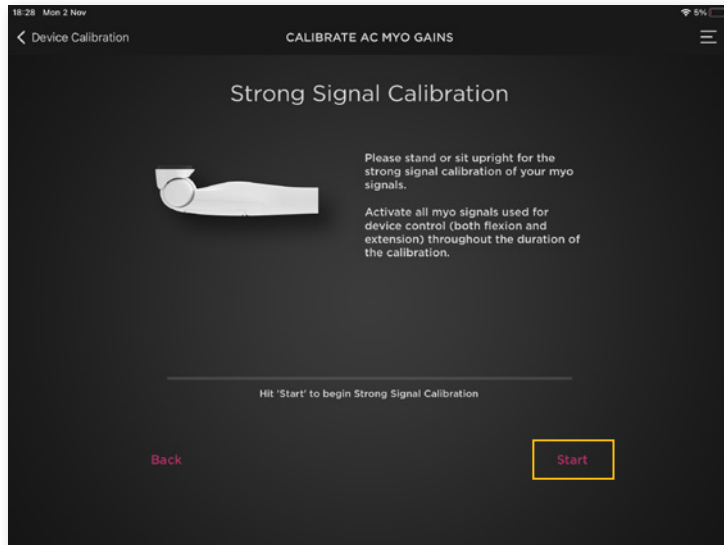 18:28 Mon 2 Nov
5%
Device Calibration
CALIBRATE AC MYO GAINS
Strong Signal Calibration
Please stand or sit upright for the
strong signal calibration of your myo
signals.
Activate all myo signals used for
device control (both flexion and
extension) throughout the duration of
the calibration.
Hit 'Start' to begin Strong Signal Calibration
Back
Start